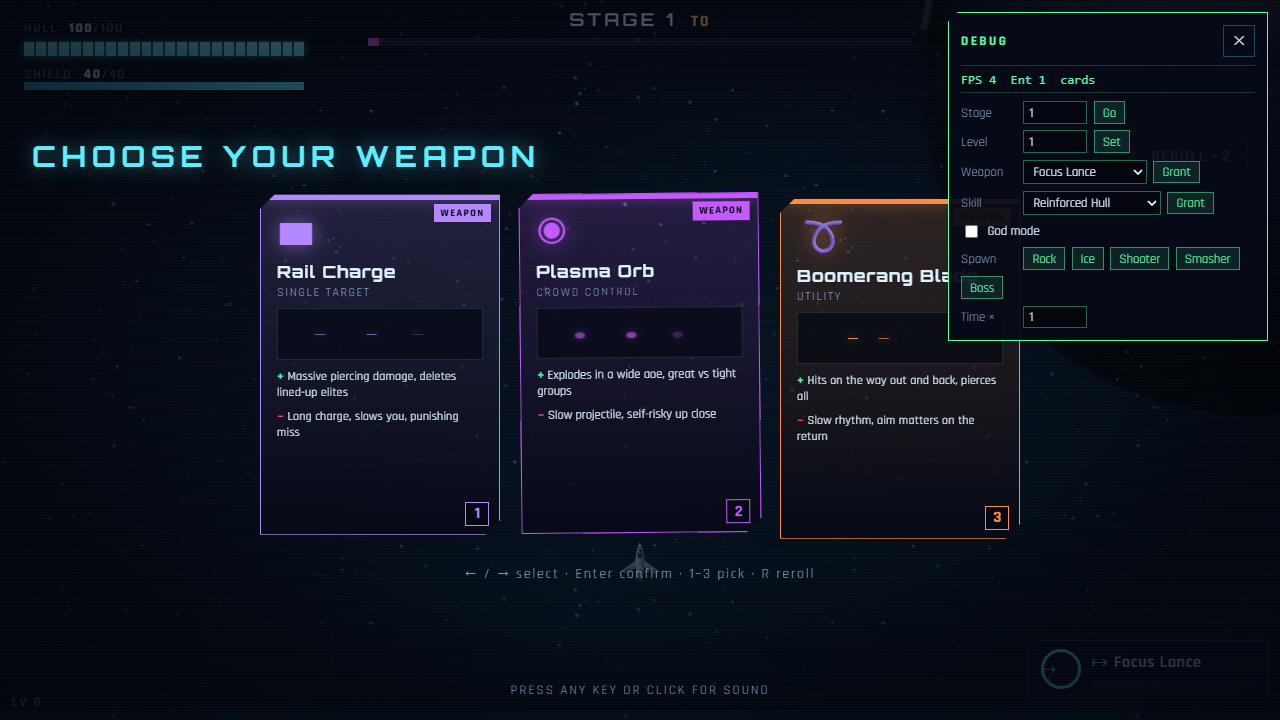 HULL 100/100
SHIELD 40/40
STAGE 1 TO
CHOOSE YOUR WEAPON
WEAPON
Rail Charge
SINGLE TARGET
+ Massive piercing damage, deletes
lined-up elites
− Long charge, slows you, punishing
miss
1
WEAPON
Plasma Orb
CROWD CONTROL
+ Explodes in a wide aoe, great vs tight
groups
− Slow projectile, self-risky up close
2
Boomerang Bla
UTILITY
+ Hits on the way out and back, pierces
all
− Slow rhythm, aim matters on the
return
3
DEBUG
×
FPS 4 Ent 1 cards
Stage 1 Go
Level 1 Set
REROLL · 2
Weapon Focus Lance Grant
Skill Reinforced Hull Grant
God mode
Spawn Rock Ice Shooter Smasher
Boss
Time × 1
← / → select · Enter confirm · 1–3 pick · R reroll
↦ Focus Lance
PRESS ANY KEY OR CLICK FOR SOUND
LV 0